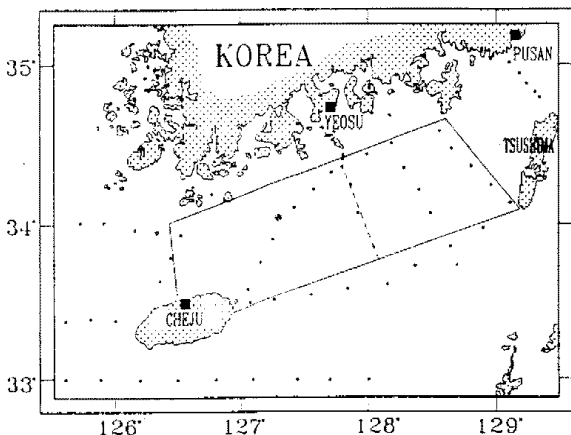 KOREA
PUSAN
35°
YEOSU
TSUSHIMA
34°
CHEJU
33°
126°
127°
128°
129°